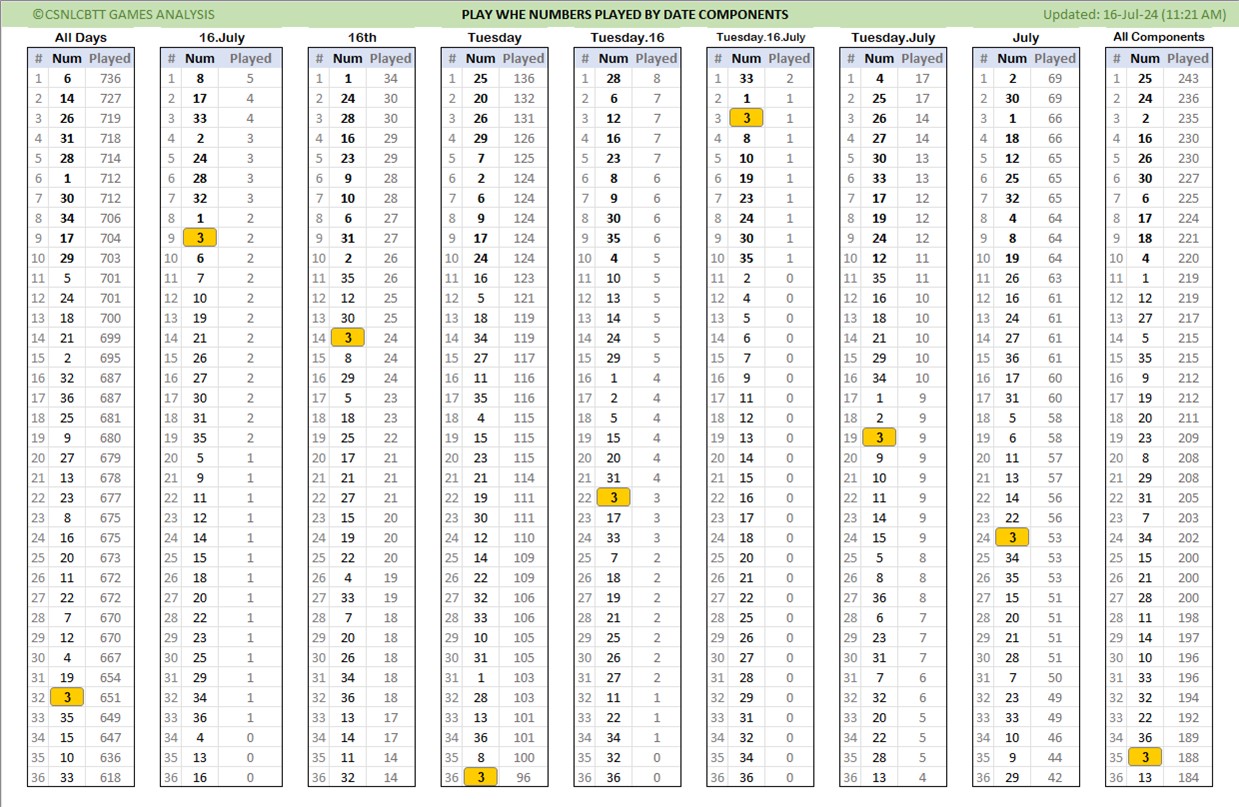 ©CSNLCBTT GAMES ANALYSIS PLAY WHE NUMBERS PLAYED BY DATE COMPONENTS Updated: 16-Jul-24 (11:21 AM)
All Days 16.July 16th Tuesday Tuesday.16 Tuesday.16.July Tuesday.July July All Components
# Num Played # Num Played # Num Played # Num Played # Num Played # Num Played # Num Played # Num Played # Num Played
1 6 736 1 8 5 1 1 34 1 25 136 1 28 8 1 33 2 1 4 17 1 2 69 1 25 243
2 14 727 2 17 4 2 24 30 2 20 132 2 6 7 2 1 1 2 25 17 2 30 69 2 24 236
3 26 719 3 33 4 3 28 30 3 26 131 3 12 7 3 3 1 3 26 14 3 1 66 3 2 235
4 31 718 4 2 3 4 16 29 4 29 126 4 16 7 4 8 1 4 27 14 4 18 66 4 16 230
5 28 714 5 24 3 5 23 29 5 7 125 5 23 7 5 10 1 5 30 13 5 12 65 5 26 230
6 1 712 6 28 3 6 9 28 6 2 124 6 8 6 6 19 1 6 33 13 6 25 65 6 30 227
7 30 712 7 32 3 7 10 28 7 6 124 7 9 6 7 23 1 7 17 12 7 32 65 7 6 225
8 34 706 8 1 2 8 6 27 8 9 124 8 30 6 8 24 1 8 19 12 8 4 64 8 17 224
9 17 704 9 3 2 9 31 27 9 17 124 9 35 6 9 30 1 9 24 12 9 8 64 9 18 221
10 29 703 10 6 2 10 2 26 10 24 124 10 4 5 10 35 1 10 12 11 10 19 64 10 4 220
11 5 701 11 7 2 11 35 26 11 16 123 11 10 5 11 2 0 11 35 11 11 26 63 11 1 219
12 24 701 12 10 2 12 12 25 12 5 121 12 13 5 12 4 0 12 16 10 12 16 61 12 12 219
13 18 700 13 19 2 13 30 25 13 18 119 13 14 5 13 5 0 13 18 10 13 24 61 13 27 217
14 21 699 14 21 2 14 3 24 14 34 119 14 24 5 14 6 0 14 21 10 14 27 61 14 5 215
15 2 695 15 26 2 15 8 24 15 27 117 15 29 5 15 7 0 15 29 10 15 36 61 15 35 215
16 32 687 16 27 2 16 29 24 16 11 116 16 1 4 16 9 0 16 34 10 16 17 60 16 9 212
17 36 687 17 30 2 17 5 23 17 35 116 17 2 4 17 11 0 17 1 9 17 31 60 17 19 212
18 25 681 18 31 2 18 18 23 18 4 115 18 5 4 18 12 0 18 2 9 18 5 58 18 20 211
19 9 680 19 35 2 19 25 22 19 15 115 19 15 4 19 13 0 19 3 9 19 6 58 19 23 209
20 27 679 20 5 1 20 17 21 20 23 115 20 20 4 20 14 0 20 9 9 20 11 57 20 8 208
21 13 678 21 9 1 21 21 21 21 21 114 21 31 4 21 15 0 21 10 9 21 13 57 21 29 208
22 23 677 22 11 1 22 27 21 22 19 111 22 3 3 22 16 0 22 11 9 22 14 56 22 31 205
23 8 675 23 12 1 23 15 20 23 30 111 23 17 3 23 17 0 23 14 9 23 22 56 23 7 203
24 16 675 24 14 1 24 19 20 24 12 110 24 33 3 24 18 0 24 15 9 24 3 53 24 34 202
25 20 673 25 15 1 25 22 20 25 14 109 25 7 2 25 20 0 25 5 8 25 34 53 25 15 200
26 11 672 26 18 1 26 4 19 26 22 109 26 18 2 26 21 0 26 8 8 26 35 53 26 21 200
27 22 672 27 20 1 27 33 19 27 32 106 27 19 2 27 22 0 27 36 8 27 15 51 27 28 200
28 7 670 28 22 1 28 7 18 28 33 106 28 21 2 28 25 0 28 6 7 28 20 51 28 11 198
29 12 670 29 23 1 29 20 18 29 10 105 29 25 2 29 26 0 29 23 7 29 21 51 29 14 197
30 4 667 30 25 1 30 26 18 30 31 105 30 26 2 30 27 0 30 31 7 30 28 51 30 10 196
31 19 654 31 29 1 31 34 18 31 1 103 31 27 2 31 28 0 31 7 6 31 7 50 31 33 196
32 3 651 32 34 1 32 36 18 32 28 103 32 11 1 32 29 0 32 32 6 32 23 49 32 32 194
33 35 649 33 36 1 33 13 17 33 13 101 33 22 1 33 31 0 33 20 5 33 33 49 33 22 192
34 15 647 34 4 0 34 14 17 34 36 101 34 34 1 34 32 0 34 22 5 34 10 46 34 36 189
35 10 636 35 13 0 35 11 14 35 8 100 35 32 0 35 34 0 35 28 5 35 9 44 35 3 188
36 33 618 36 16 0 36 32 14 36 3 96 36 36 0 36 36 0 36 13 4 36 29 42 36 13 184